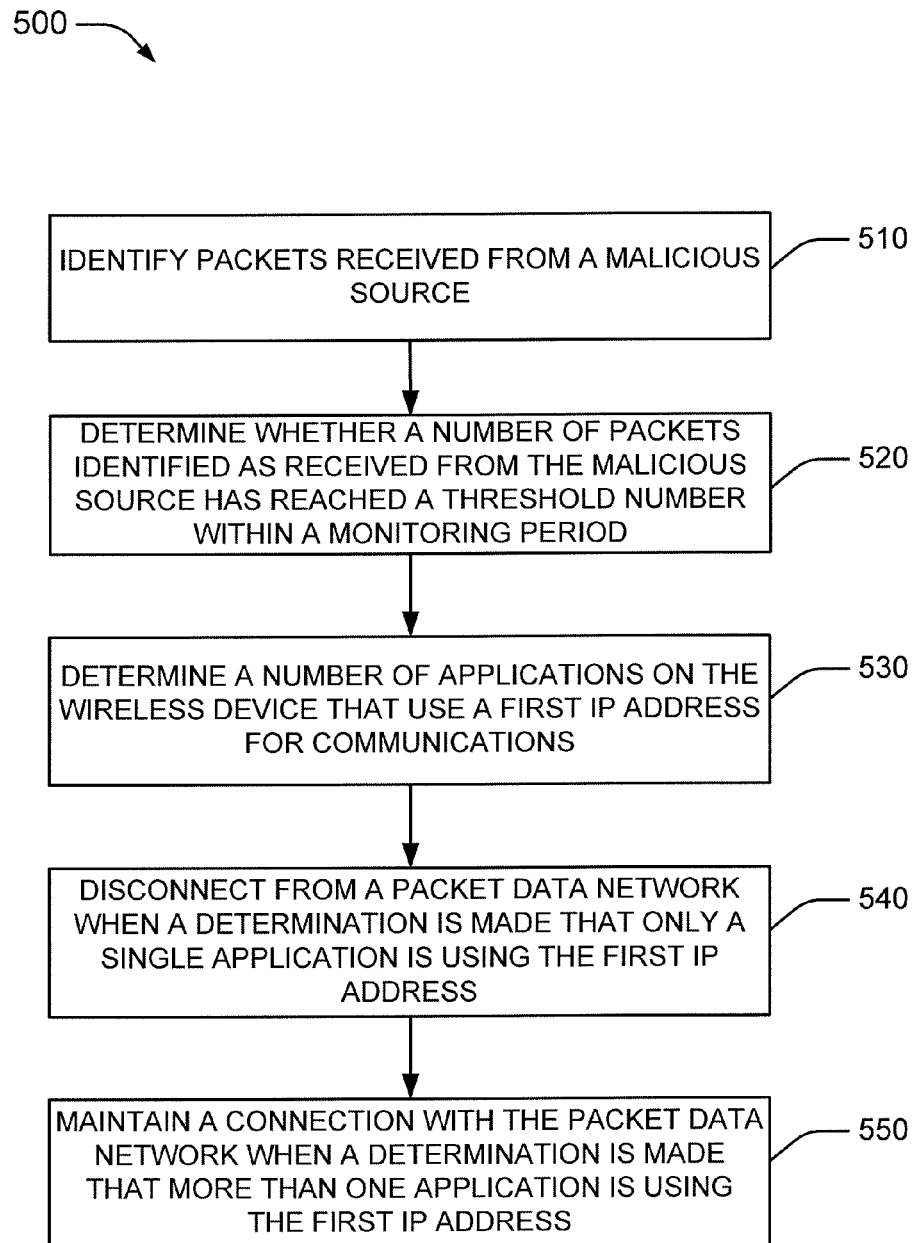 500
IDENTIFY PACKETS RECEIVED FROM A MALICIOUS
SOURCE
510
DETERMINE WHETHER A NUMBER OF PACKETS
IDENTIFIED AS RECEIVED FROM THE MALICIOUS
SOURCE HAS REACHED A THRESHOLD NUMBER
WITHIN A MONITORING PERIOD
520
DETERMINE A NUMBER OF APPLICATIONS ON THE
WIRELESS DEVICE THAT USE A FIRST IP ADDRESS
FOR COMMUNICATIONS
530
DISCONNECT FROM A PACKET DATA NETWORK
WHEN A DETERMINATION IS MADE THAT ONLY A
SINGLE APPLICATION IS USING THE FIRST IP
ADDRESS
540
MAINTAIN A CONNECTION WITH THE PACKET DATA
NETWORK WHEN A DETERMINATION IS MADE
THAT MORE THAN ONE APPLICATION IS USING
THE FIRST IP ADDRESS
550